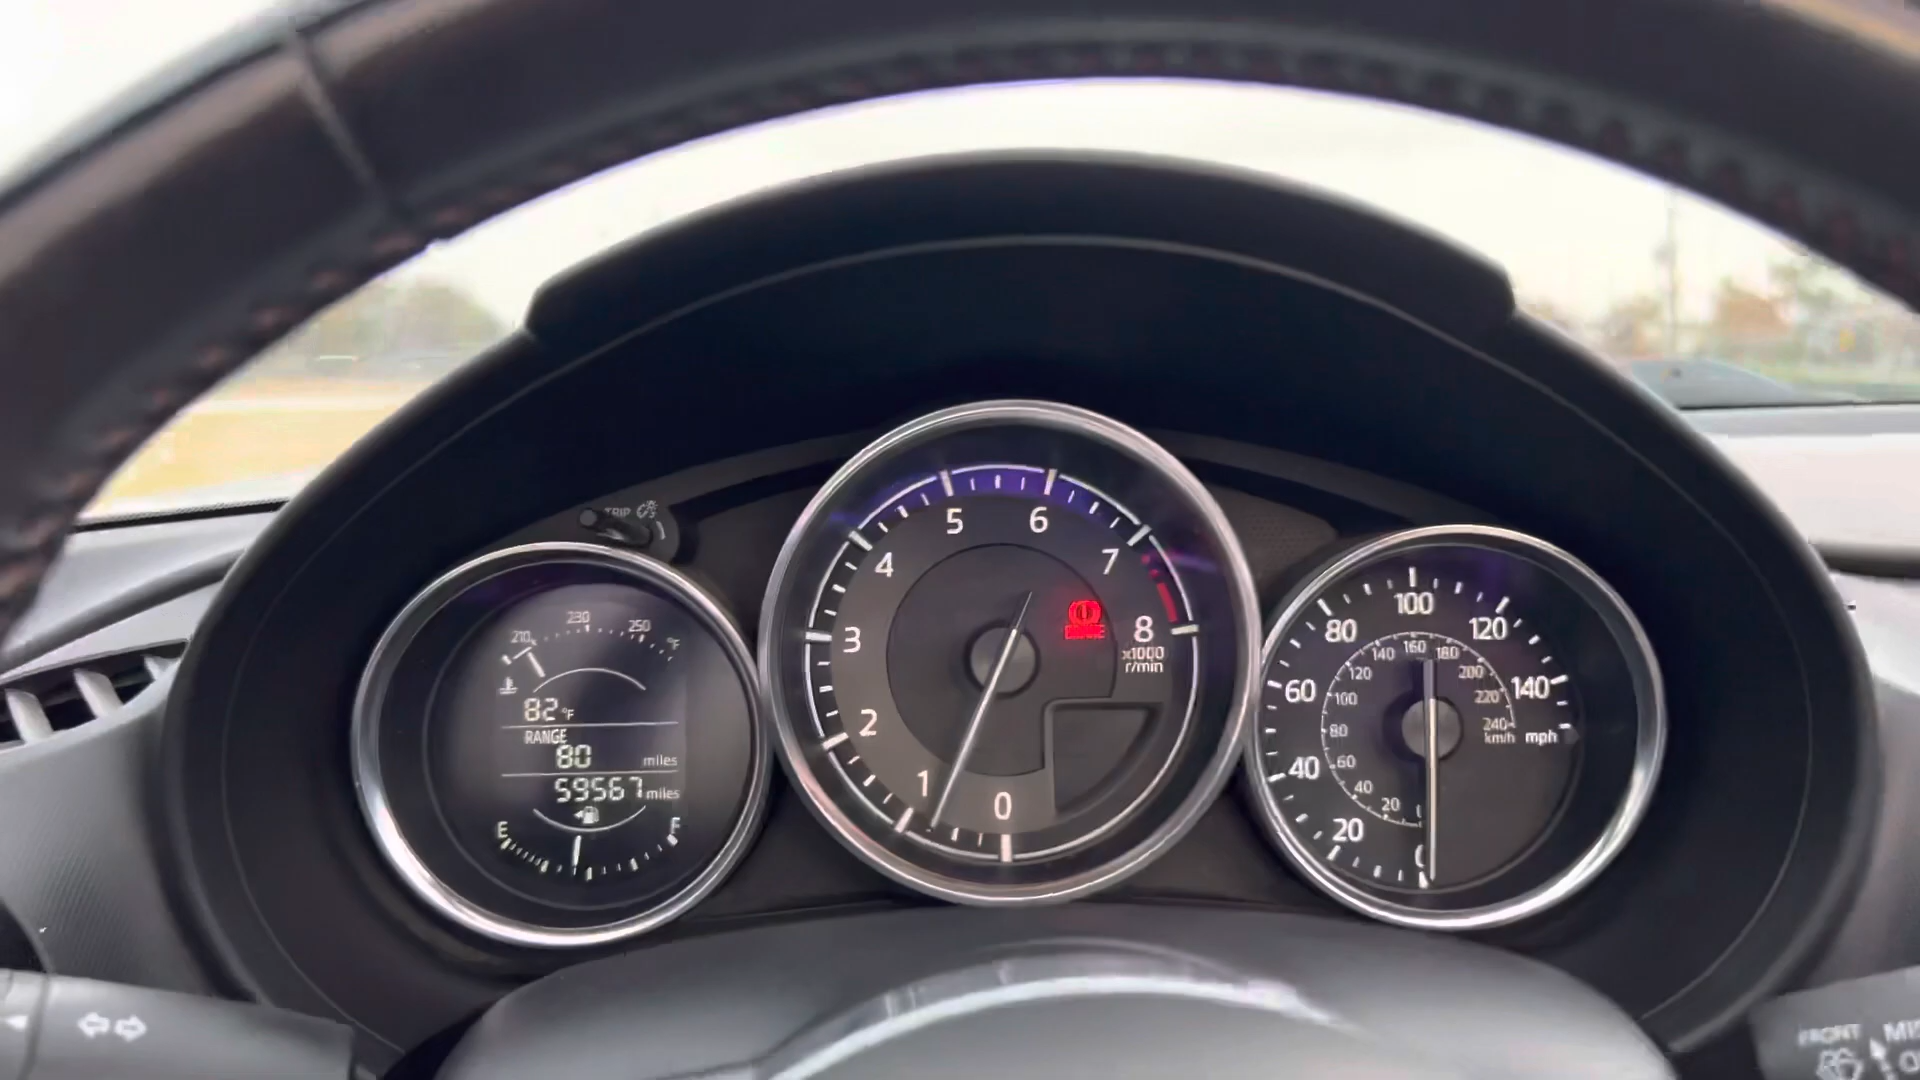 TRIP
210
230
250
°F
82 °F
RANGE
80 miles
59567 miles
E F
0
1
2
3
4
5
6
7
8
x1000
r/min
BRAKE
0
20
40
60
80
100
120
140
mph
20
40
60
80
100
120
140
160
180
200
220
240
km/h
FRONT